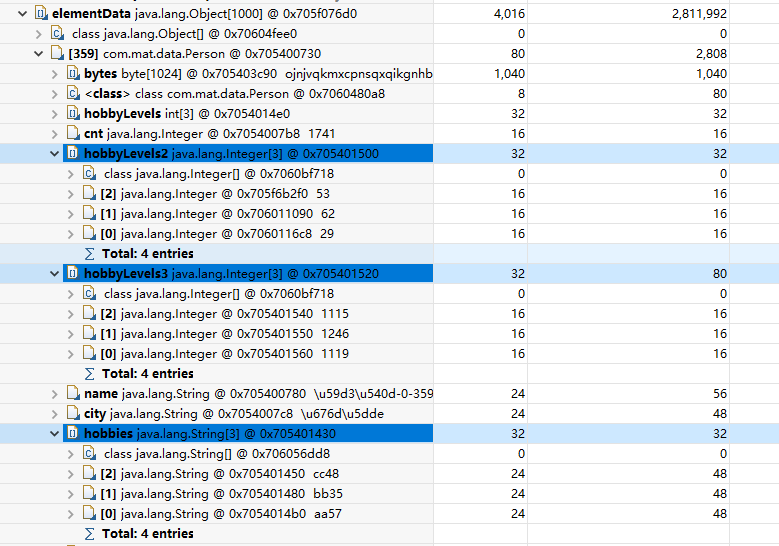 elementData java.lang.Object[1000] @ 0x705f076d0 4,016 2,811,992
class java.lang.Object[] @ 0x70604fee0 0 0
[359] com.mat.data.Person @ 0x705400730 80 2,808
bytes byte[1024] @ 0x705403c90 ojnjvqkmxcpnsqxqikgnhb 1,040 1,040
<class> class com.mat.data.Person @ 0x7060480a8 8 80
hobbyLevels int[3] @ 0x7054014e0 32 32
cnt java.lang.Integer @ 0x7054007b8 1741 16 16
hobbyLevels2 java.lang.Integer[3] @ 0x705401500 32 32
class java.lang.Integer[] @ 0x7060bf718 0 0
[2] java.lang.Integer @ 0x705f6b2f0 53 16 16
[1] java.lang.Integer @ 0x706011090 62 16 16
[0] java.lang.Integer @ 0x7060116c8 29 16 16
Σ Total: 4 entries
hobbyLevels3 java.lang.Integer[3] @ 0x705401520 32 80
class java.lang.Integer[] @ 0x7060bf718 0 0
[2] java.lang.Integer @ 0x705401540 1115 16 16
[1] java.lang.Integer @ 0x705401550 1246 16 16
[0] java.lang.Integer @ 0x705401560 1119 16 16
Σ Total: 4 entries
name java.lang.String @ 0x705400780 \u59d3\u540d-0-359 24 56
city java.lang.String @ 0x7054007c8 \u676d\u5dde 24 48
hobbies java.lang.String[3] @ 0x705401430 32 32
class java.lang.String[] @ 0x706056dd8 0 0
[2] java.lang.String @ 0x705401450 cc48 24 48
[1] java.lang.String @ 0x705401480 bb35 24 48
[0] java.lang.String @ 0x7054014b0 aa57 24 48
Σ Total: 4 entries